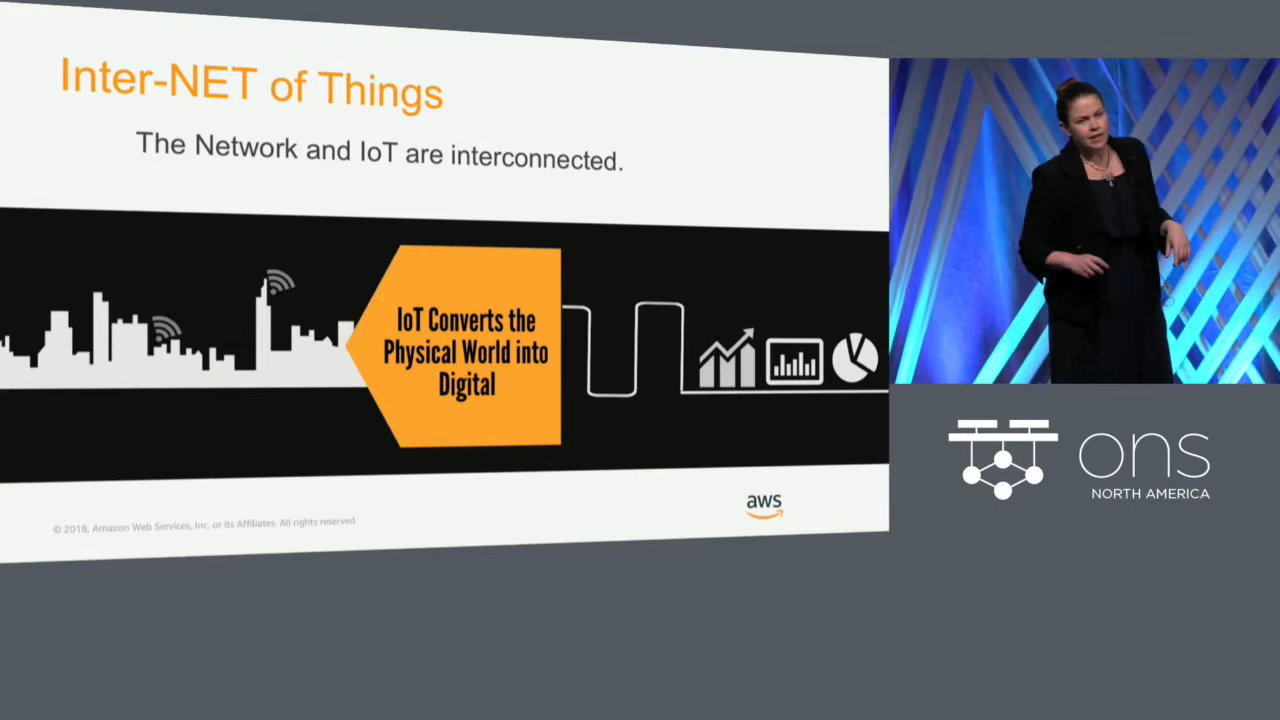 Inter-NET of Things
The Network and IoT are interconnected.
IoT Converts the
Physical World into
Digital
© 2018, Amazon Web Services, Inc. or its Affiliates. All rights reserved.
aws
ons
NORTH AMERICA